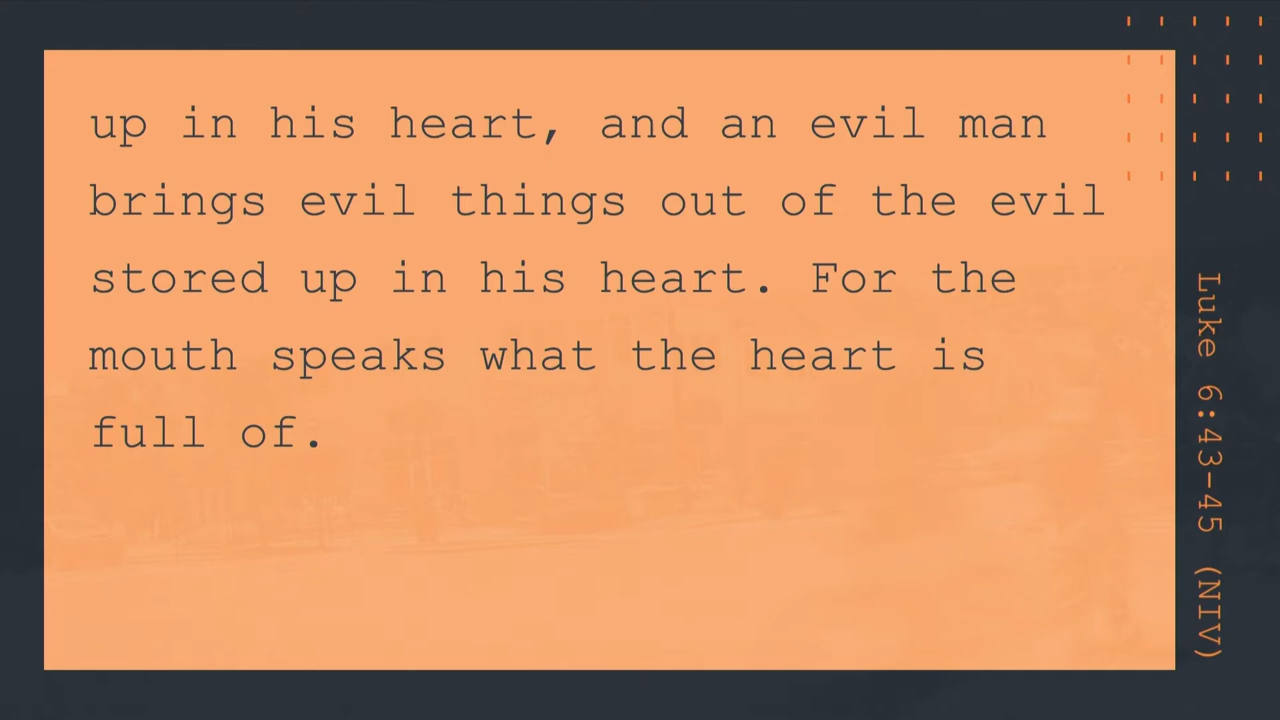 up in his heart, and an evil man
brings evil things out of the evil
stored up in his heart. For the
mouth speaks what the heart is
full of.
Luke 6:43-45 (NIV)